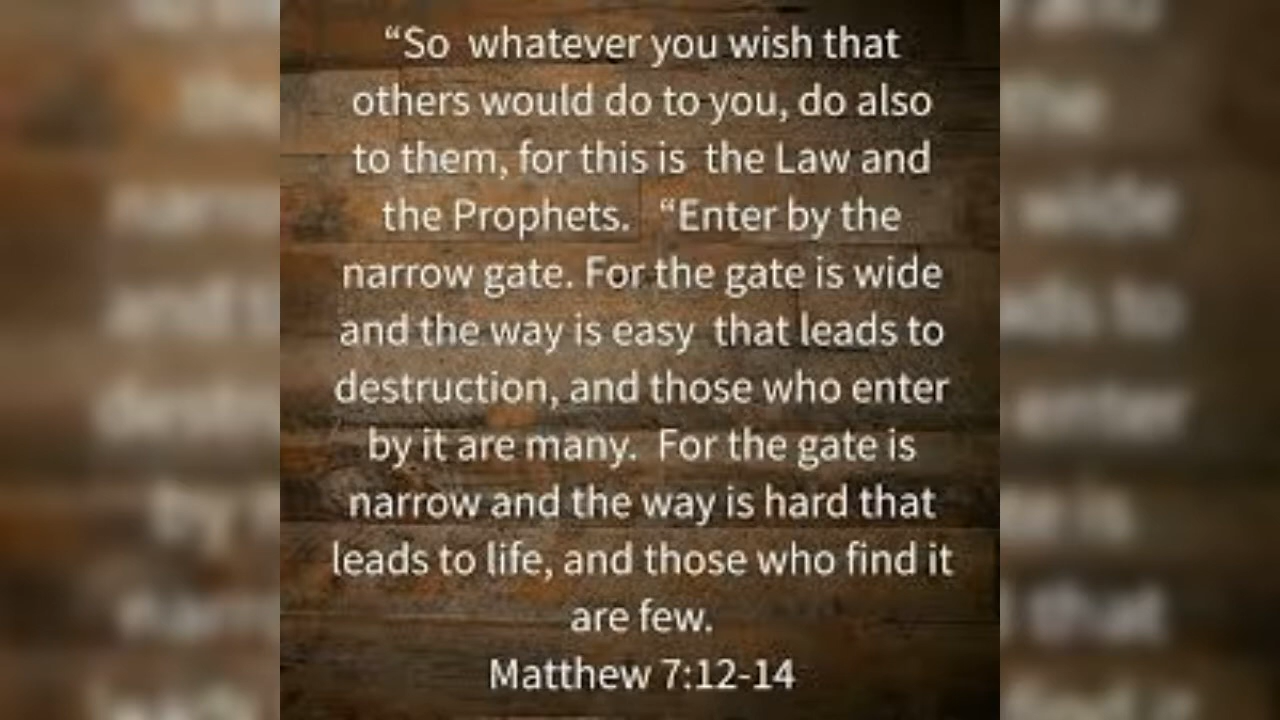 “So whatever you wish that
others would do to you, do also
to them, for this is the Law and
the Prophets. “Enter by the
narrow gate. For the gate is wide
and the way is easy that leads to
destruction, and those who enter
by it are many. For the gate is
narrow and the way is hard that
leads to life, and those who find it
are few.
Matthew 7:12-14